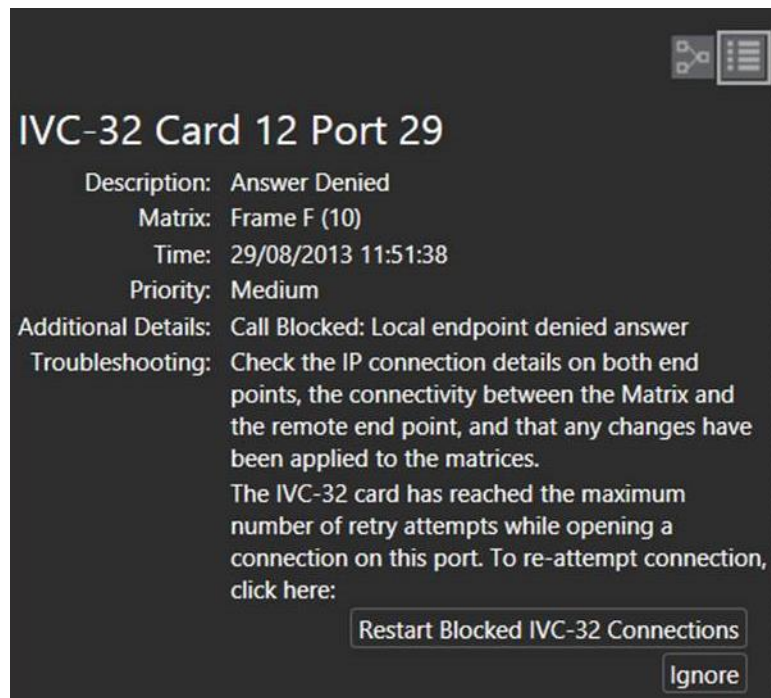 IVC-32 Card 12 Port 29
Description: Answer Denied
Matrix: Frame F (10)
Time: 29/08/2013 11:51:38
Priority: Medium
Additional Details: Call Blocked: Local endpoint denied answer
Troubleshooting: Check the IP connection details on both end
points, the connectivity between the Matrix and
the remote end point, and that any changes have
been applied to the matrices.
The IVC-32 card has reached the maximum
number of retry attempts while opening a
connection on this port. To re-attempt connection,
click here:
Restart Blocked IVC-32 Connections
Ignore